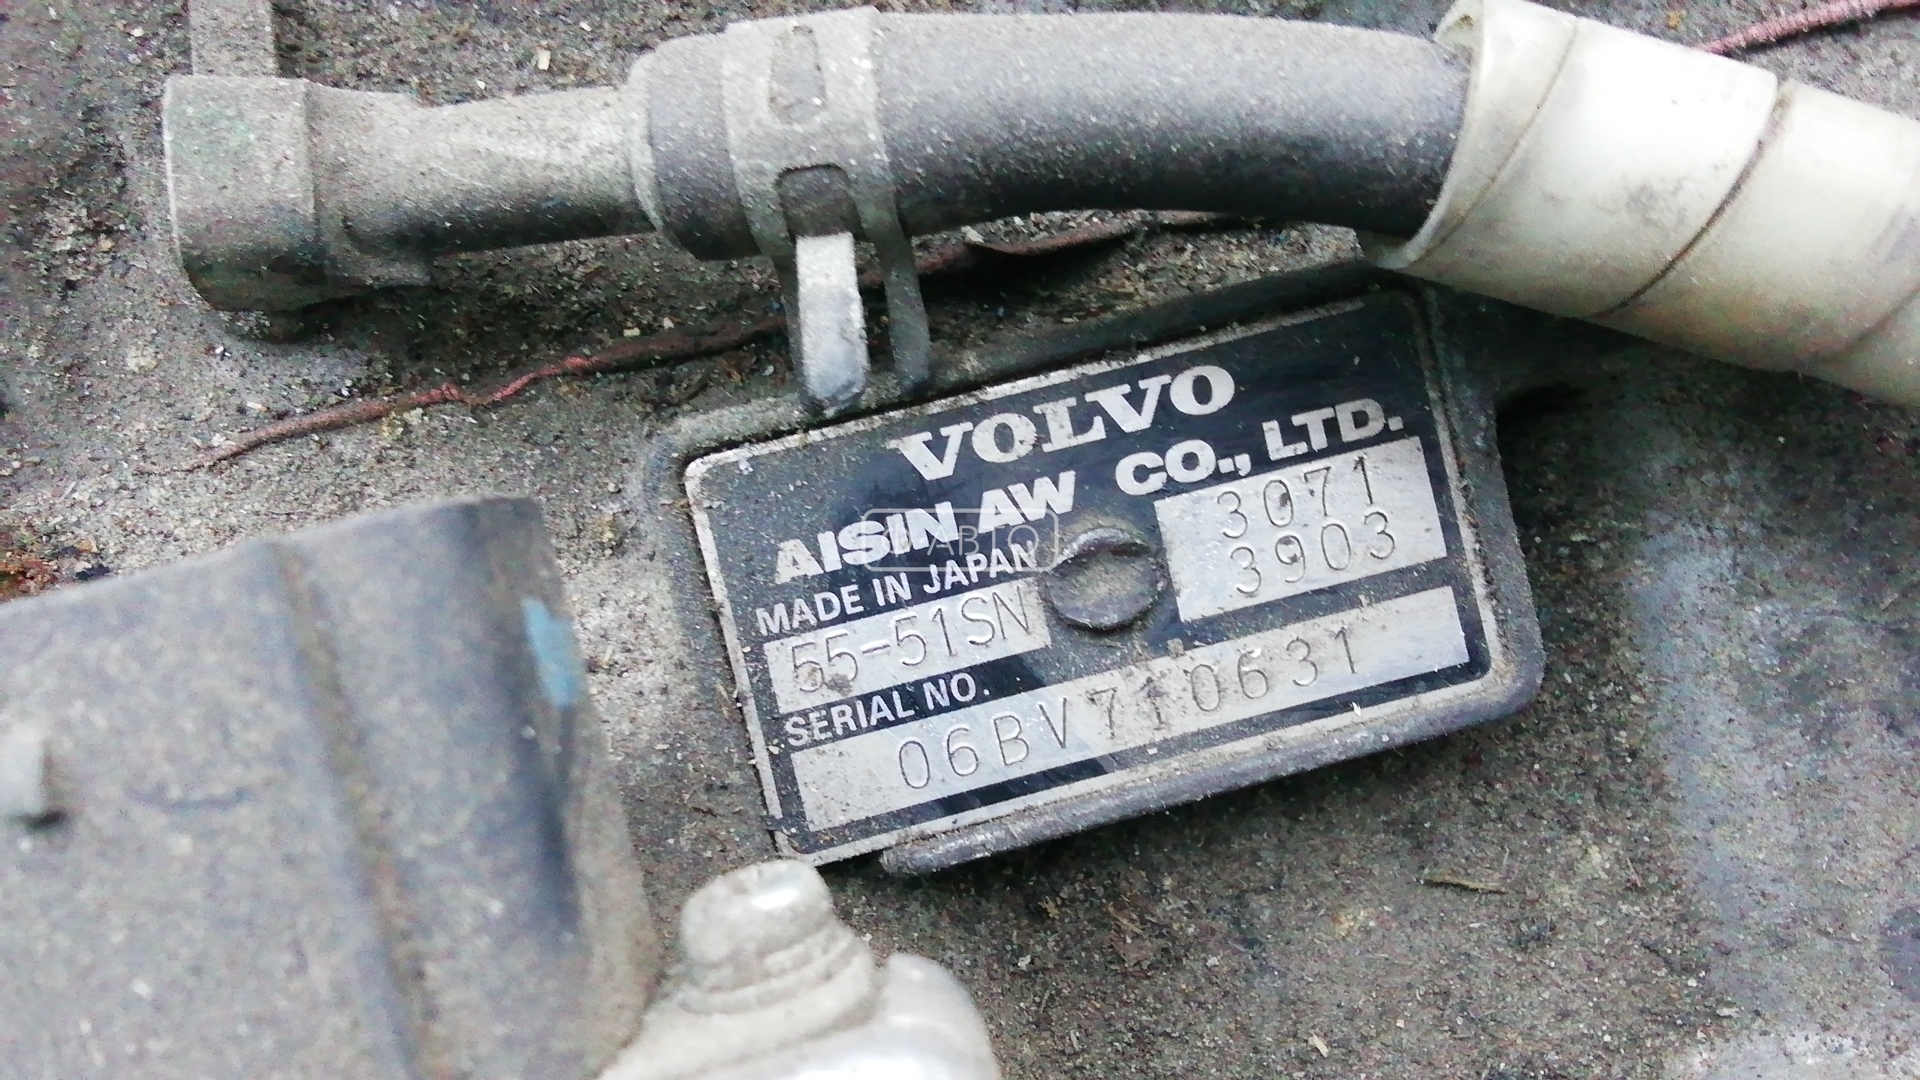 VOLVO
AISIN AW CO., LTD.
MADE IN JAPAN
3071
3903
55-51SN
SERIAL NO.
06BV710631